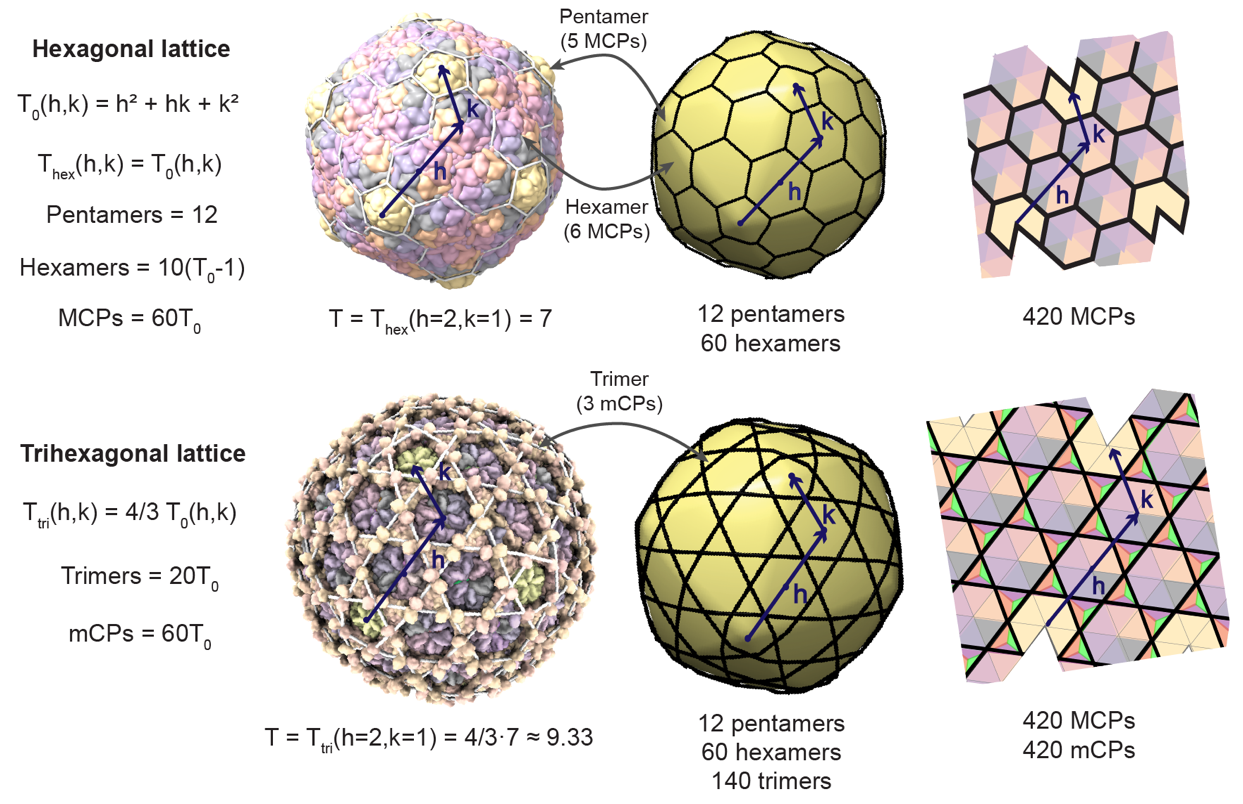 Hexagonal lattice
T₀(h,k) = h² + hk + k²
Tₕₑₓ(h,k) = T₀(h,k)
Pentamers = 12
Hexamers = 10(T₀-1)
MCPs = 60T₀
k
h
T = Tₕₑₓ(h=2,k=1) = 7
Pentamer
(5 MCPs)
Hexamer
(6 MCPs)
k
h
12 pentamers
60 hexamers
k
h
420 MCPs
Trihexagonal lattice
Tₜᵣᵢ(h,k) = 4/3 T₀(h,k)
Trimers = 20T₀
mCPs = 60T₀
k
h
T = Tₜᵣᵢ(h=2,k=1) = 4/3·7 ≈ 9.33
Trimer
(3 mCPs)
k
h
12 pentamers
60 hexamers
140 trimers
k
h
420 MCPs
420 mCPs